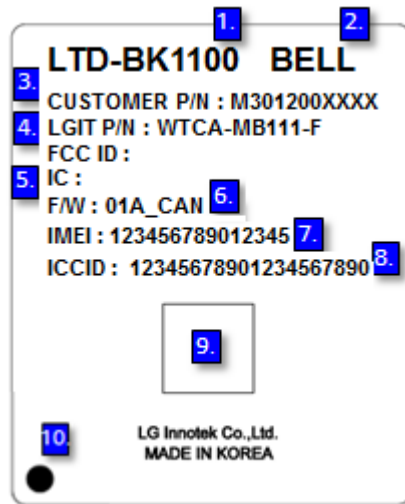 1. 2.
LTD-BK1100 BELL
3.
CUSTOMER P/N : M301200XXXX
4. LGIT P/N : WTCA-MB111-F
FCC ID :
5. IC :
F/W : 01A_CAN 6.
IMEI : 123456789012345 7.
ICCID : 12345678901234567890 8.
9.
10. LG Innotek Co.,Ltd.
MADE IN KOREA